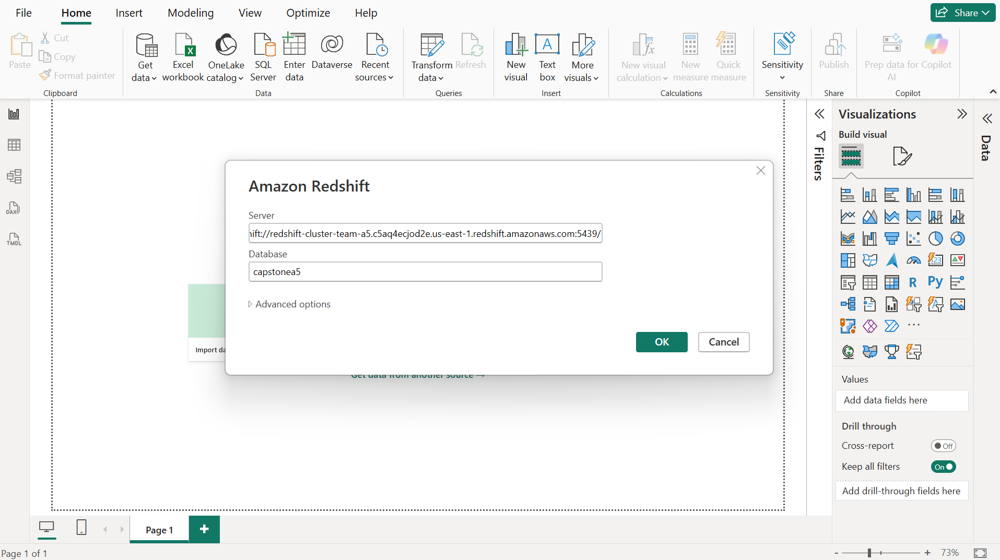 File Home Insert Modeling View Optimize Help Share
Paste Cut Copy Format painter
Clipboard
Get data
Excel workbook
OneLake catalog
SQL Server
Enter data
Dataverse
Recent sources
Data
Transform data
Refresh
Queries
New visual
Text box
More visuals
Insert
New visual calculation
New measure
Quick measure
Calculations
Sensitivity
Sensitivity
Publish
Share
Prep data for AI
Copilot
Copilot
DAX
TMDL
Amazon Redshift
Server
ift://redshift-cluster-team-a5.c5aq4ecjod2e.us-east-1.redshift.amazonaws.com:5439/
Database
capstonea5
Advanced options
OK Cancel
Import da
Get data from another source →
Filters
Visualizations
Build visual
123
R Py
Values
Add data fields here
Drill through
Cross-report Off
Keep all filters On
Add drill-through fields here
Data
Page 1
Page 1 of 1
- + 73%